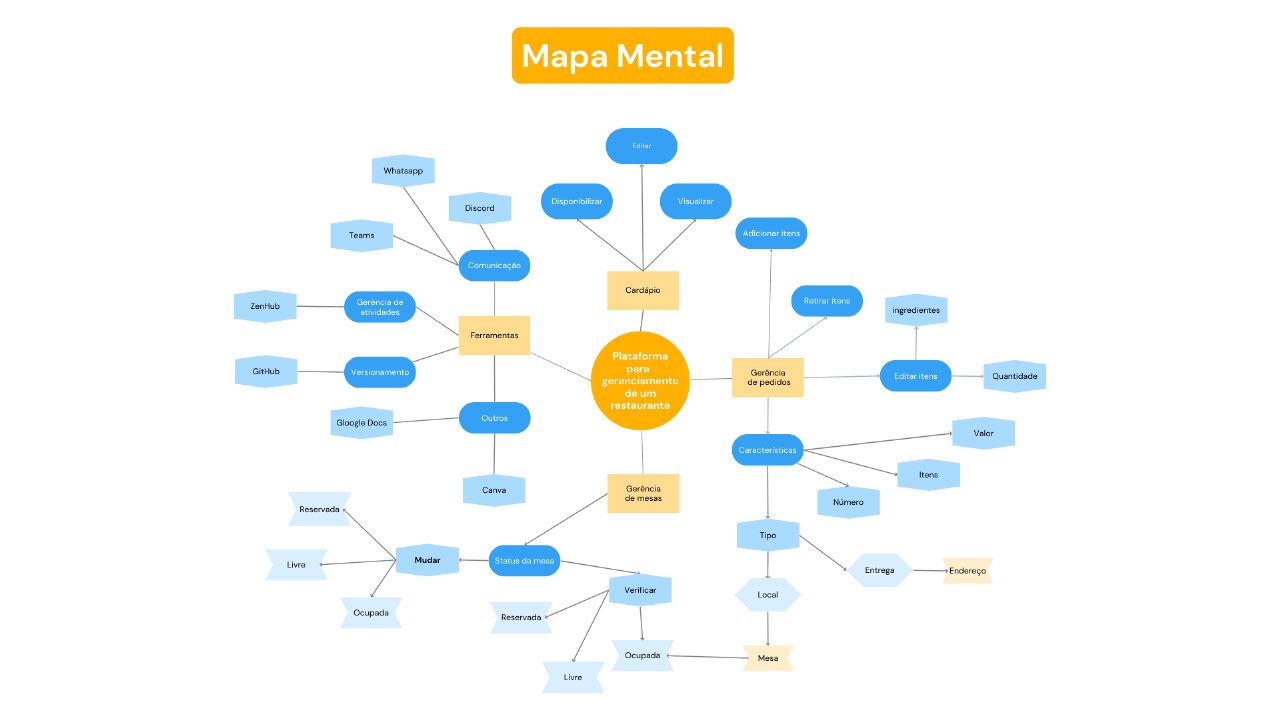 Mapa Mental
Editar
Whatsapp
Disponibilizar
Visualizar
Discord
Teams
Adicionar itens
Comunicação
Cardápio
ZenHub
Gerência de
atividades
Retirar itens
ingredientes
Ferramentas
Plataforma
para
gerenciamento
de um
restaurante
GitHub
Versionamento
Gerência
de pedidos
Editar itens
Quantidade
Gloogle Docs
Outros
Características
Valor
Itens
Canva
Gerência
de mesas
Número
Reservada
Tipo
Livre
Mudar
Status da mesa
Entrega
Endereço
Verificar
Local
Ocupada
Reservada
Ocupada
Mesa
Livre